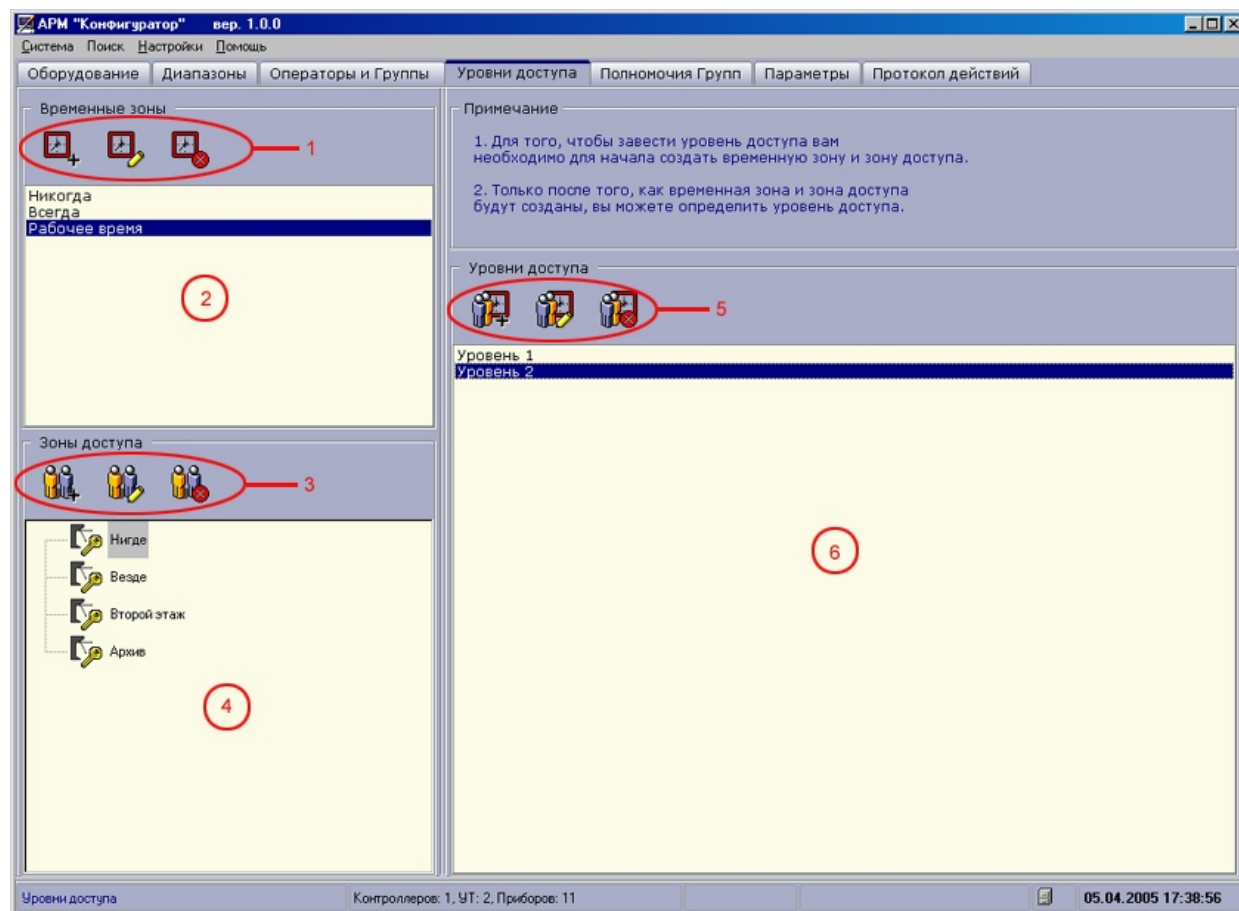 АРМ "Конфигуратор" вер. 1.0.0
Система Поиск Настройки Помощь
Оборудование Диапазоны Операторы и Группы Уровни доступа Полномочия Групп Параметры Протокол действий
Временные зоны
1
Никогда
Всегда
Рабочее время
2
Зоны доступа
3
Нигде
Везде
Второй этаж
Архив
4
Примечание
1. Для того, чтобы завести уровень доступа вам
необходимо для начала создать временную зону и зону доступа.
2. Только после того, как временная зона и зона доступа
будут созданы, вы можете определить уровень доступа.
Уровни доступа
5
Уровень 1
Уровень 2
6
Уровни доступа Контроллеров: 1, УТ: 2, Приборов: 11 05.04.2005 17:38:56